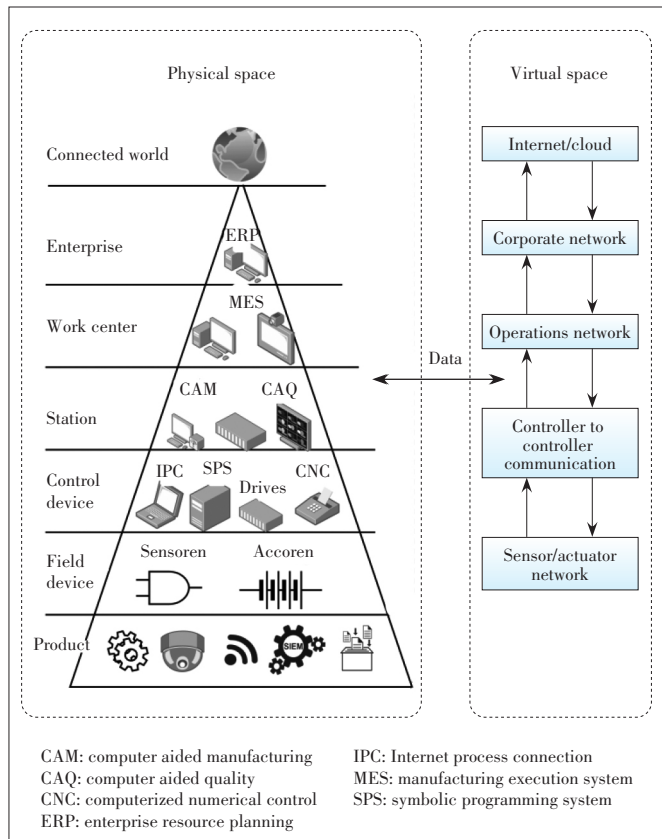 Physical space
Virtual space
Connected world
Enterprise
ERP
Work center
MES
Station
CAM
CAQ
Control
device
IPC
SPS
Drives
CNC
Field
device
Sensoren
Accoren
Product
SIEM
Data
Internet/cloud
Corporate network
Operations network
Controller to
controller
communication
Sensor/actuator
network
CAM: computer aided manufacturing
CAQ: computer aided quality
CNC: computerized numerical control
ERP: enterprise resource planning
IPC: Internet process connection
MES: manufacturing execution system
SPS: symbolic programming system